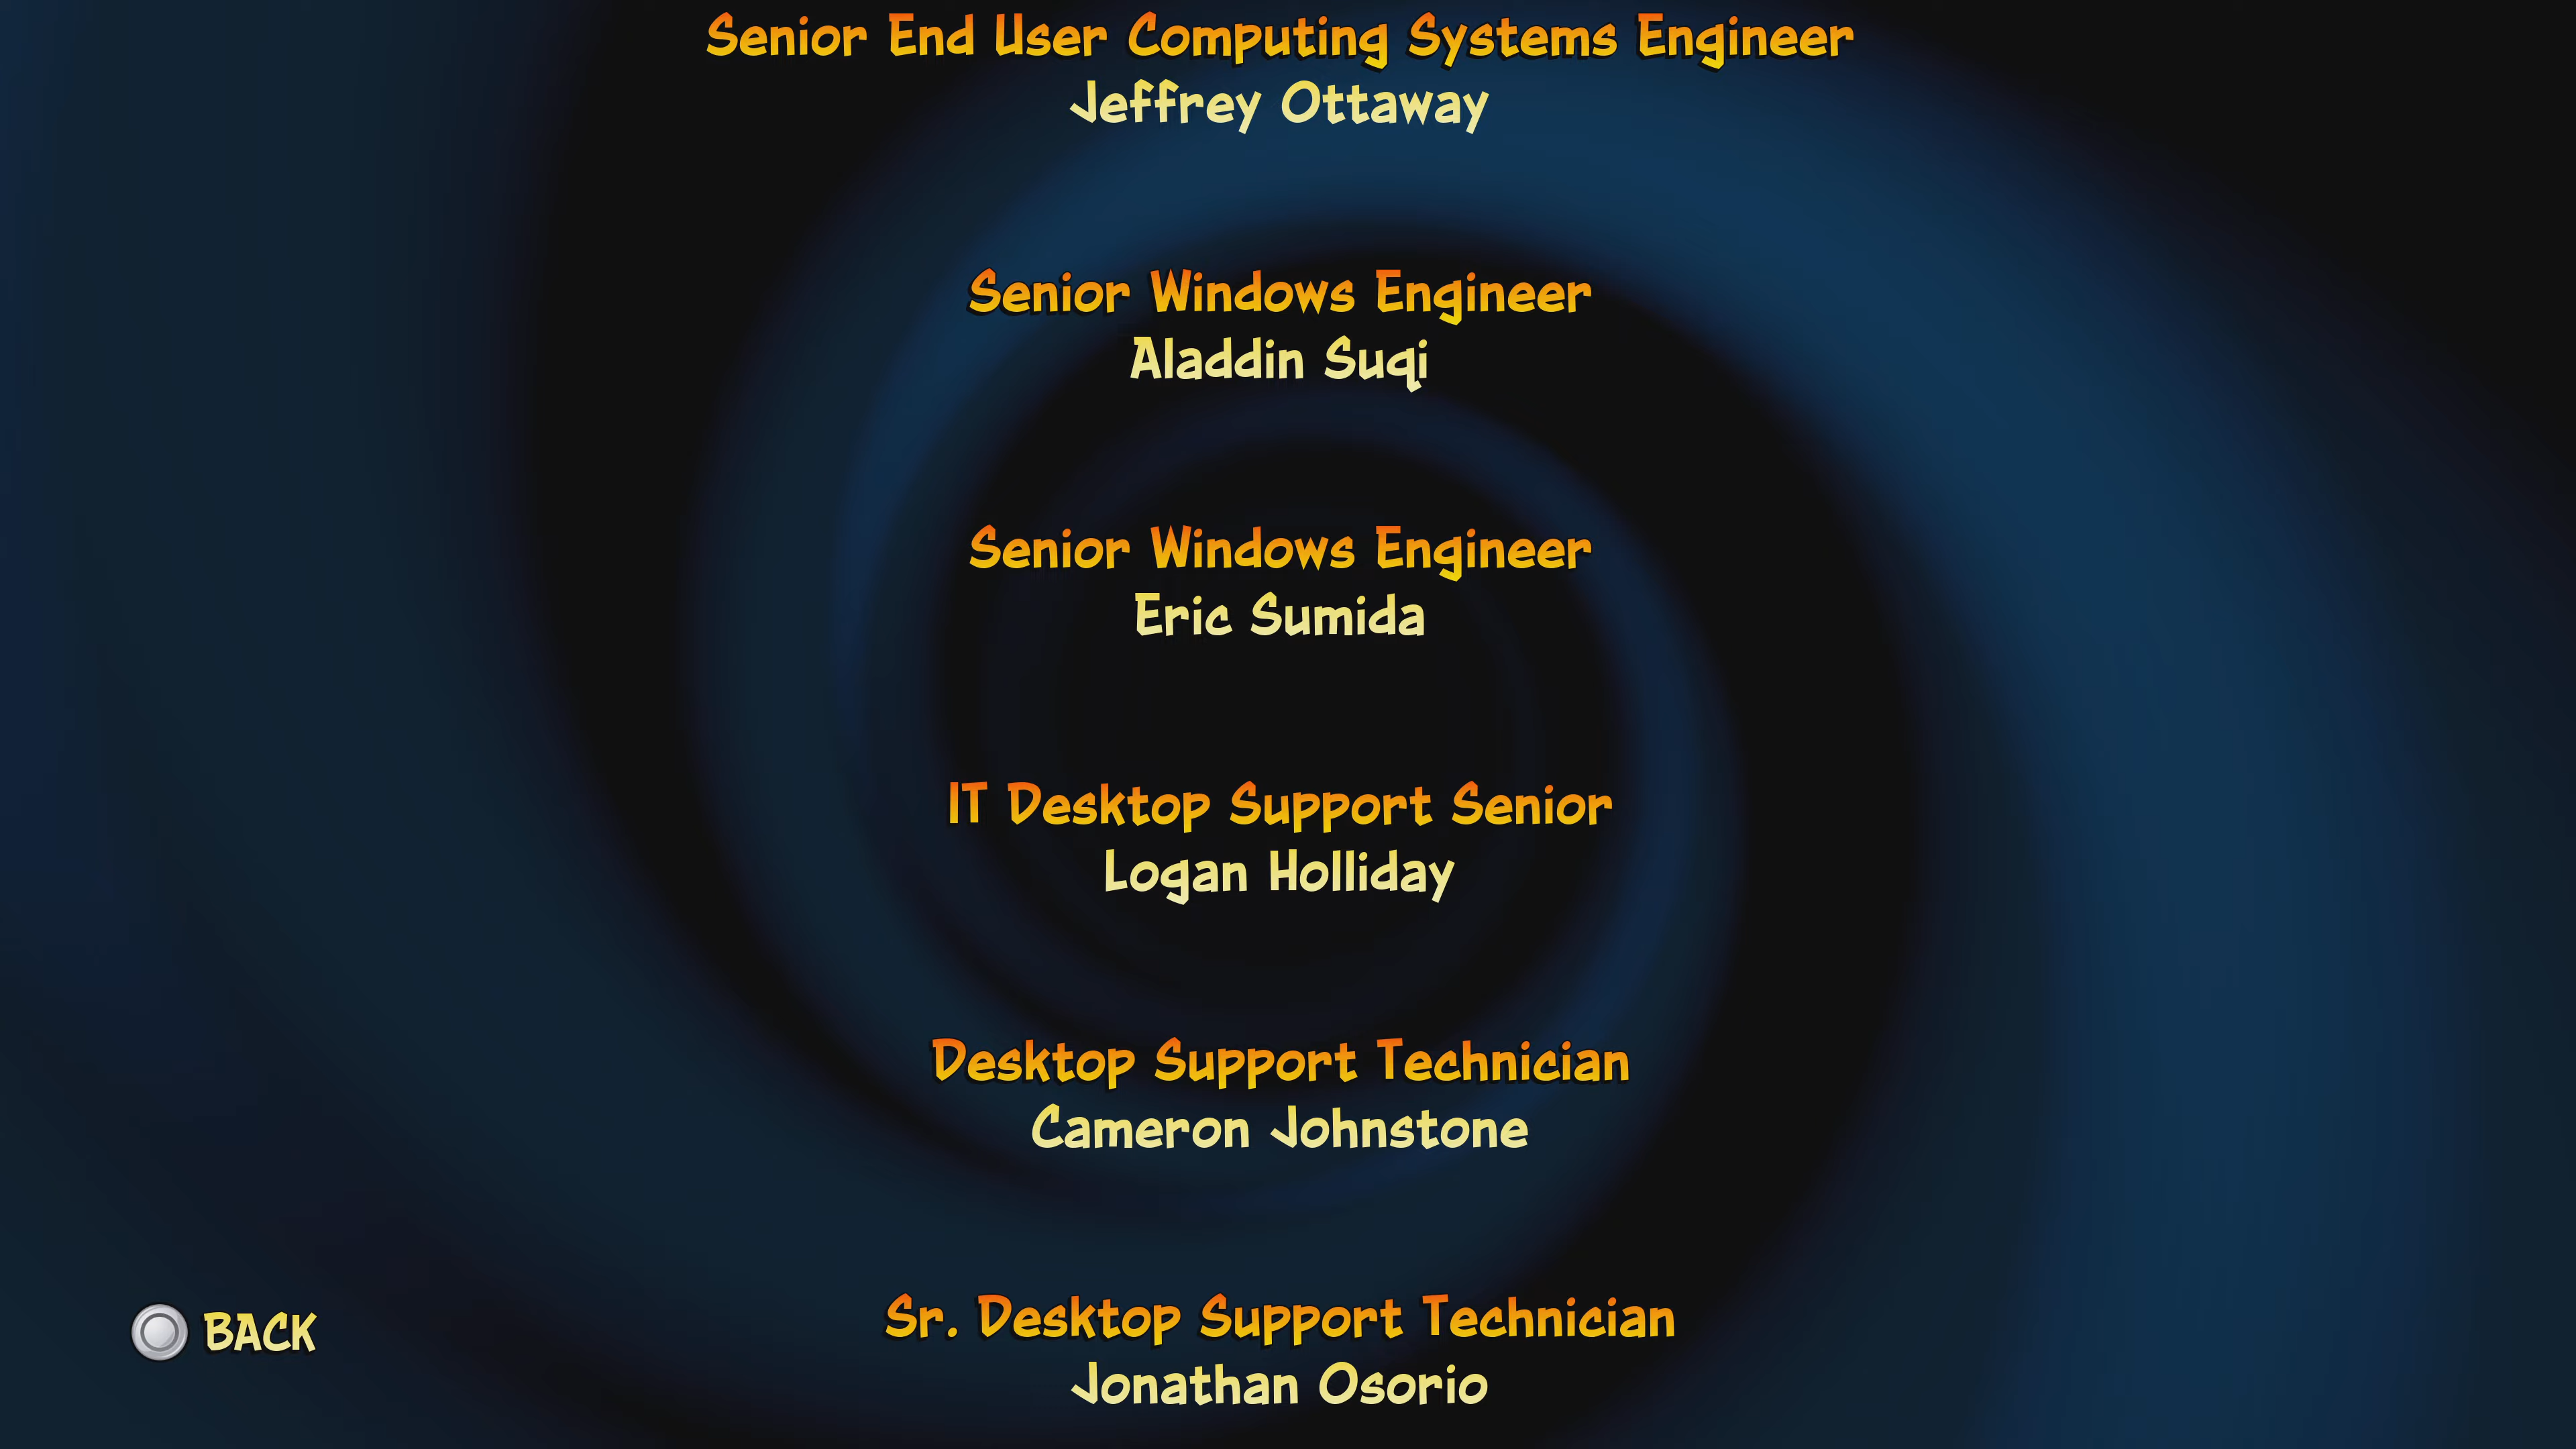 Senior End User Computing Systems Engineer
Jeffrey Ottaway
Senior Windows Engineer
Aladdin Suqi
Senior Windows Engineer
Eric Sumida
IT Desktop Support Senior
Logan Holliday
Desktop Support Technician
Cameron Johnstone
Sr. Desktop Support Technician
Jonathan Osorio
BACK